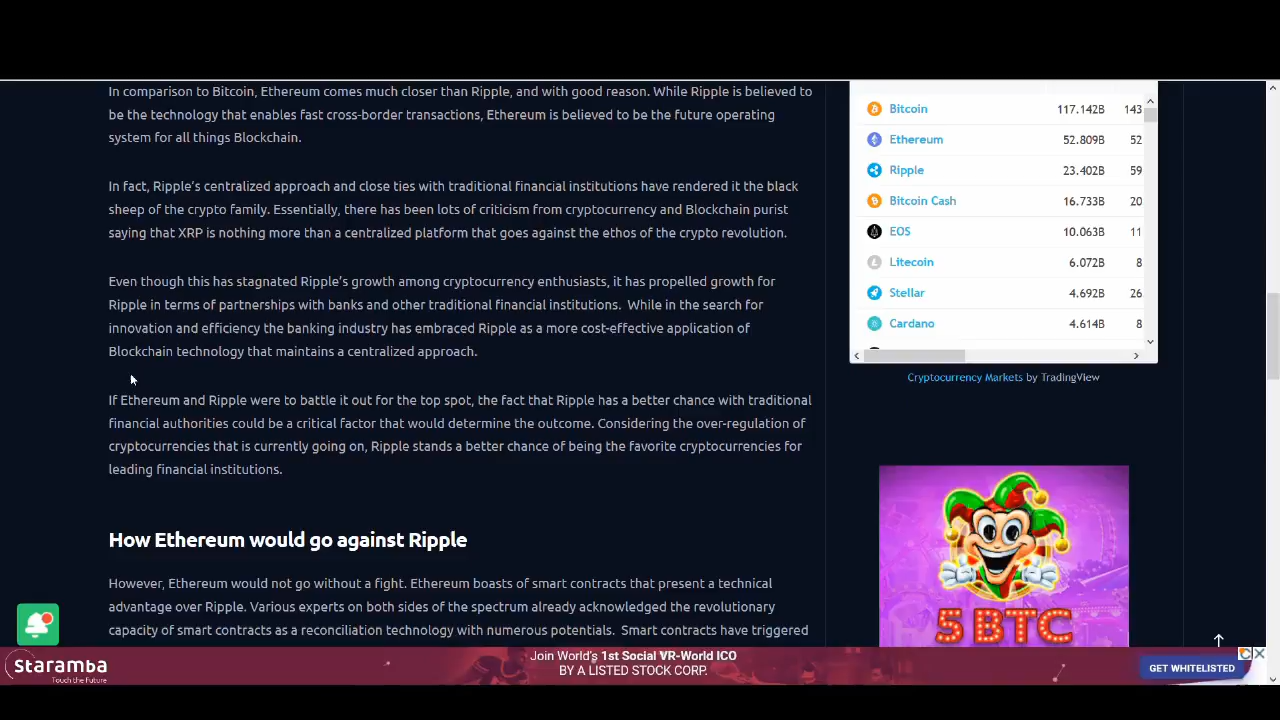 In comparison to Bitcoin, Ethereum comes much closer than Ripple, and with good reason. While Ripple is believed to
be the technology that enables fast cross-border transactions, Ethereum is believed to be the future operating
system for all things Blockchain.
In fact, Ripple's centralized approach and close ties with traditional financial institutions have rendered it the black
sheep of the crypto family. Essentially, there has been lots of criticism from cryptocurrency and Blockchain purist
saying that XRP is nothing more than a centralized platform that goes against the ethos of the crypto revolution.
Even though this has stagnated Ripple's growth among cryptocurrency enthusiasts, it has propelled growth for
Ripple in terms of partnerships with banks and other traditional financial institutions. While in the search for
innovation and efficiency the banking industry has embraced Ripple as a more cost-effective application of
Blockchain technology that maintains a centralized approach.
If Ethereum and Ripple were to battle it out for the top spot, the fact that Ripple has a better chance with traditional
financial authorities could be a critical factor that would determine the outcome. Considering the over-regulation of
cryptocurrencies that is currently going on, Ripple stands a better chance of being the favorite cryptocurrencies for
leading financial institutions.
How Ethereum would go against Ripple
However, Ethereum would not go without a fight. Ethereum boasts of smart contracts that present a technical
advantage over Ripple. Various experts on both sides of the spectrum already acknowledged the revolutionary
capacity of smart contracts as a reconciliation technology with numerous potentials. Smart contracts have triggered
Bitcoin 117.142B 143
Ethereum 52.809B 52
Ripple 23.402B 59
Bitcoin Cash 16.733B 20
EOS 10.063B 11
Litecoin 6.072B 8
Stellar 4.692B 26
Cardano 4.614B 8
Cryptocurrency Markets by TradingView
5 BTC
staramba
Touch the Future
Join World's 1st Social VR-World ICO
BY A LISTED STOCK CORP.
GET WHITELISTED